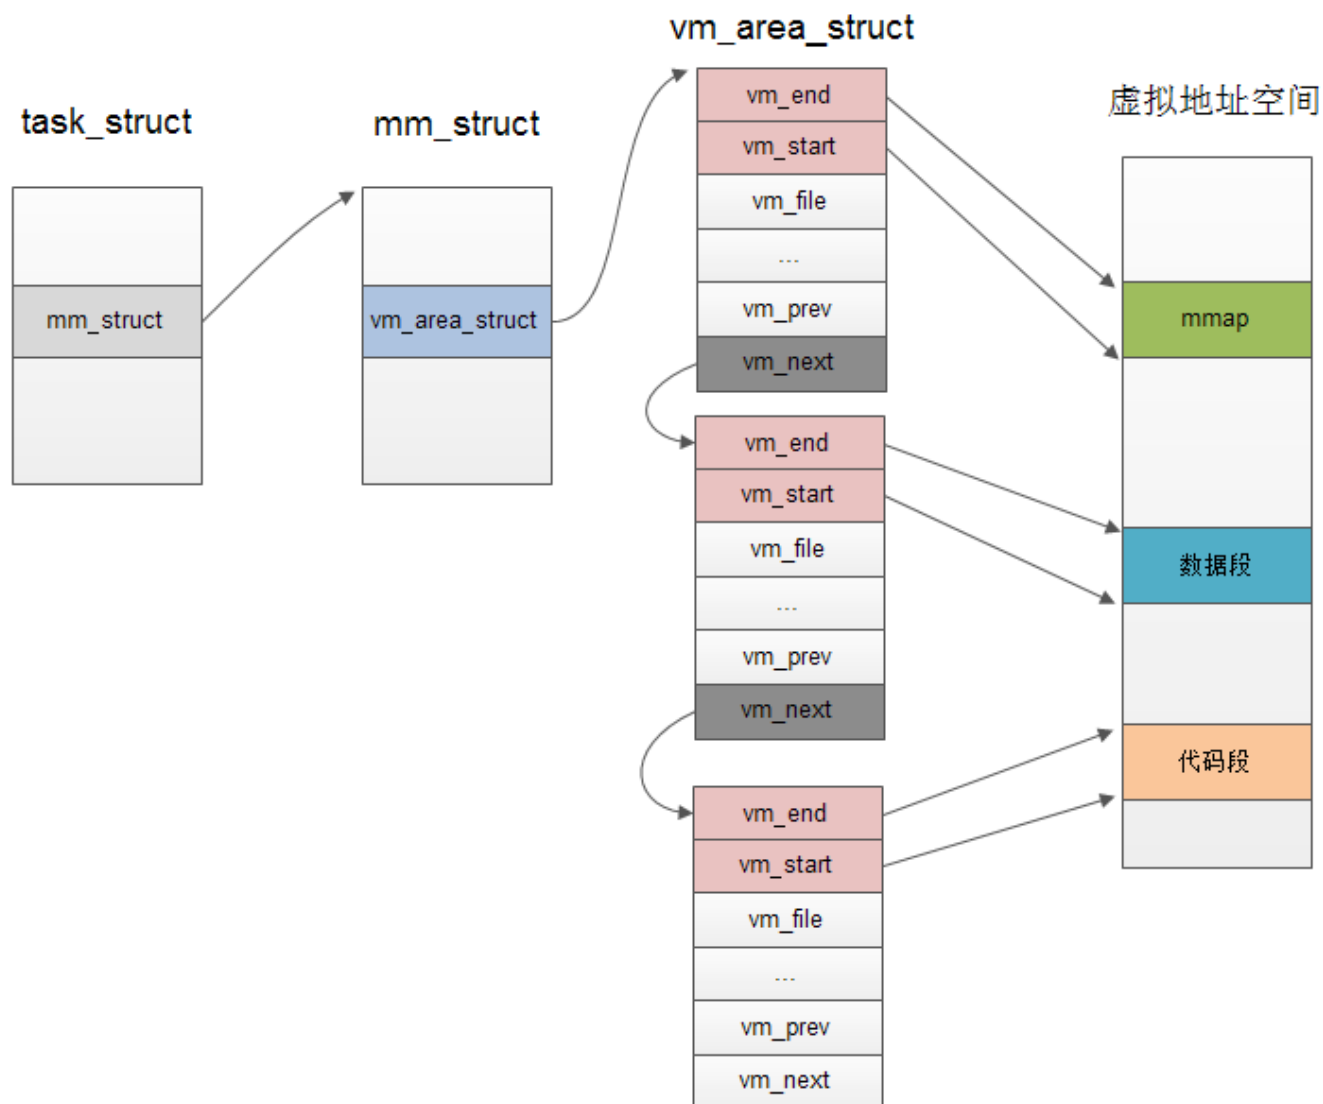 task_struct
mm_struct
mm_struct
vm_area_struct
vm_area_struct
vm_end
vm_start
vm_file
...
vm_prev
vm_next
vm_end
vm_start
vm_file
...
vm_prev
vm_next
vm_end
vm_start
vm_file
...
vm_prev
vm_next
虚拟地址空间
mmap
数据段
代码段